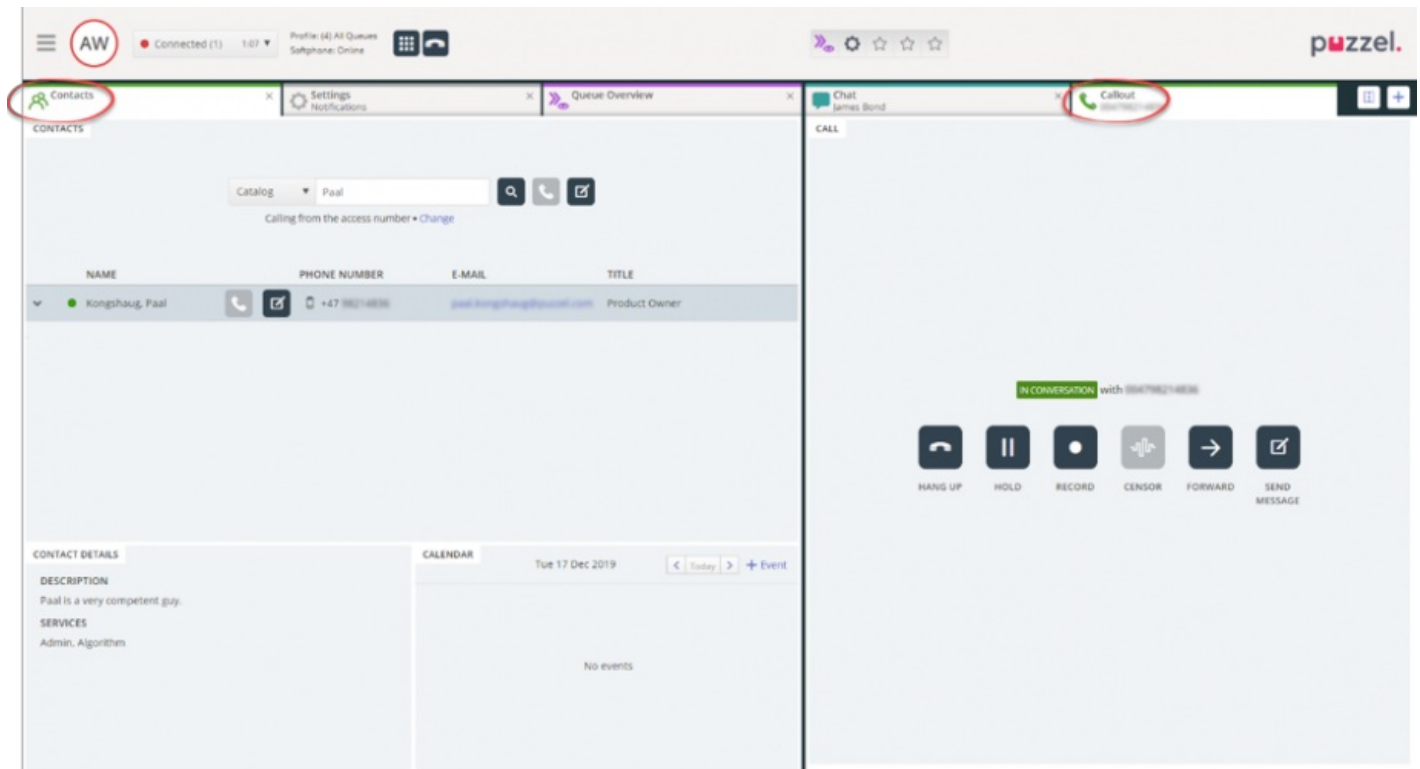 AW
Connected (1) 1:07
Profile: (4) All Queues
Softphone: Online
puzzel.
Contacts
Settings
Notifications
Queue Overview
Chat
James Bond
Callout
CONTACTS
Catalog Paal
Calling from the access number • Change
NAME PHONE NUMBER E-MAIL TITLE
Kongshaug, Paal +47 Product Owner
CONTACT DETAILS
DESCRIPTION
Paal is a very competent guy.
SERVICES
Admin, Algorithm
CALENDAR
Tue 17 Dec 2019 Today + Event
No events
CALL
IN CONVERSATION with
HANG UP HOLD RECORD CENSOR FORWARD SEND MESSAGE